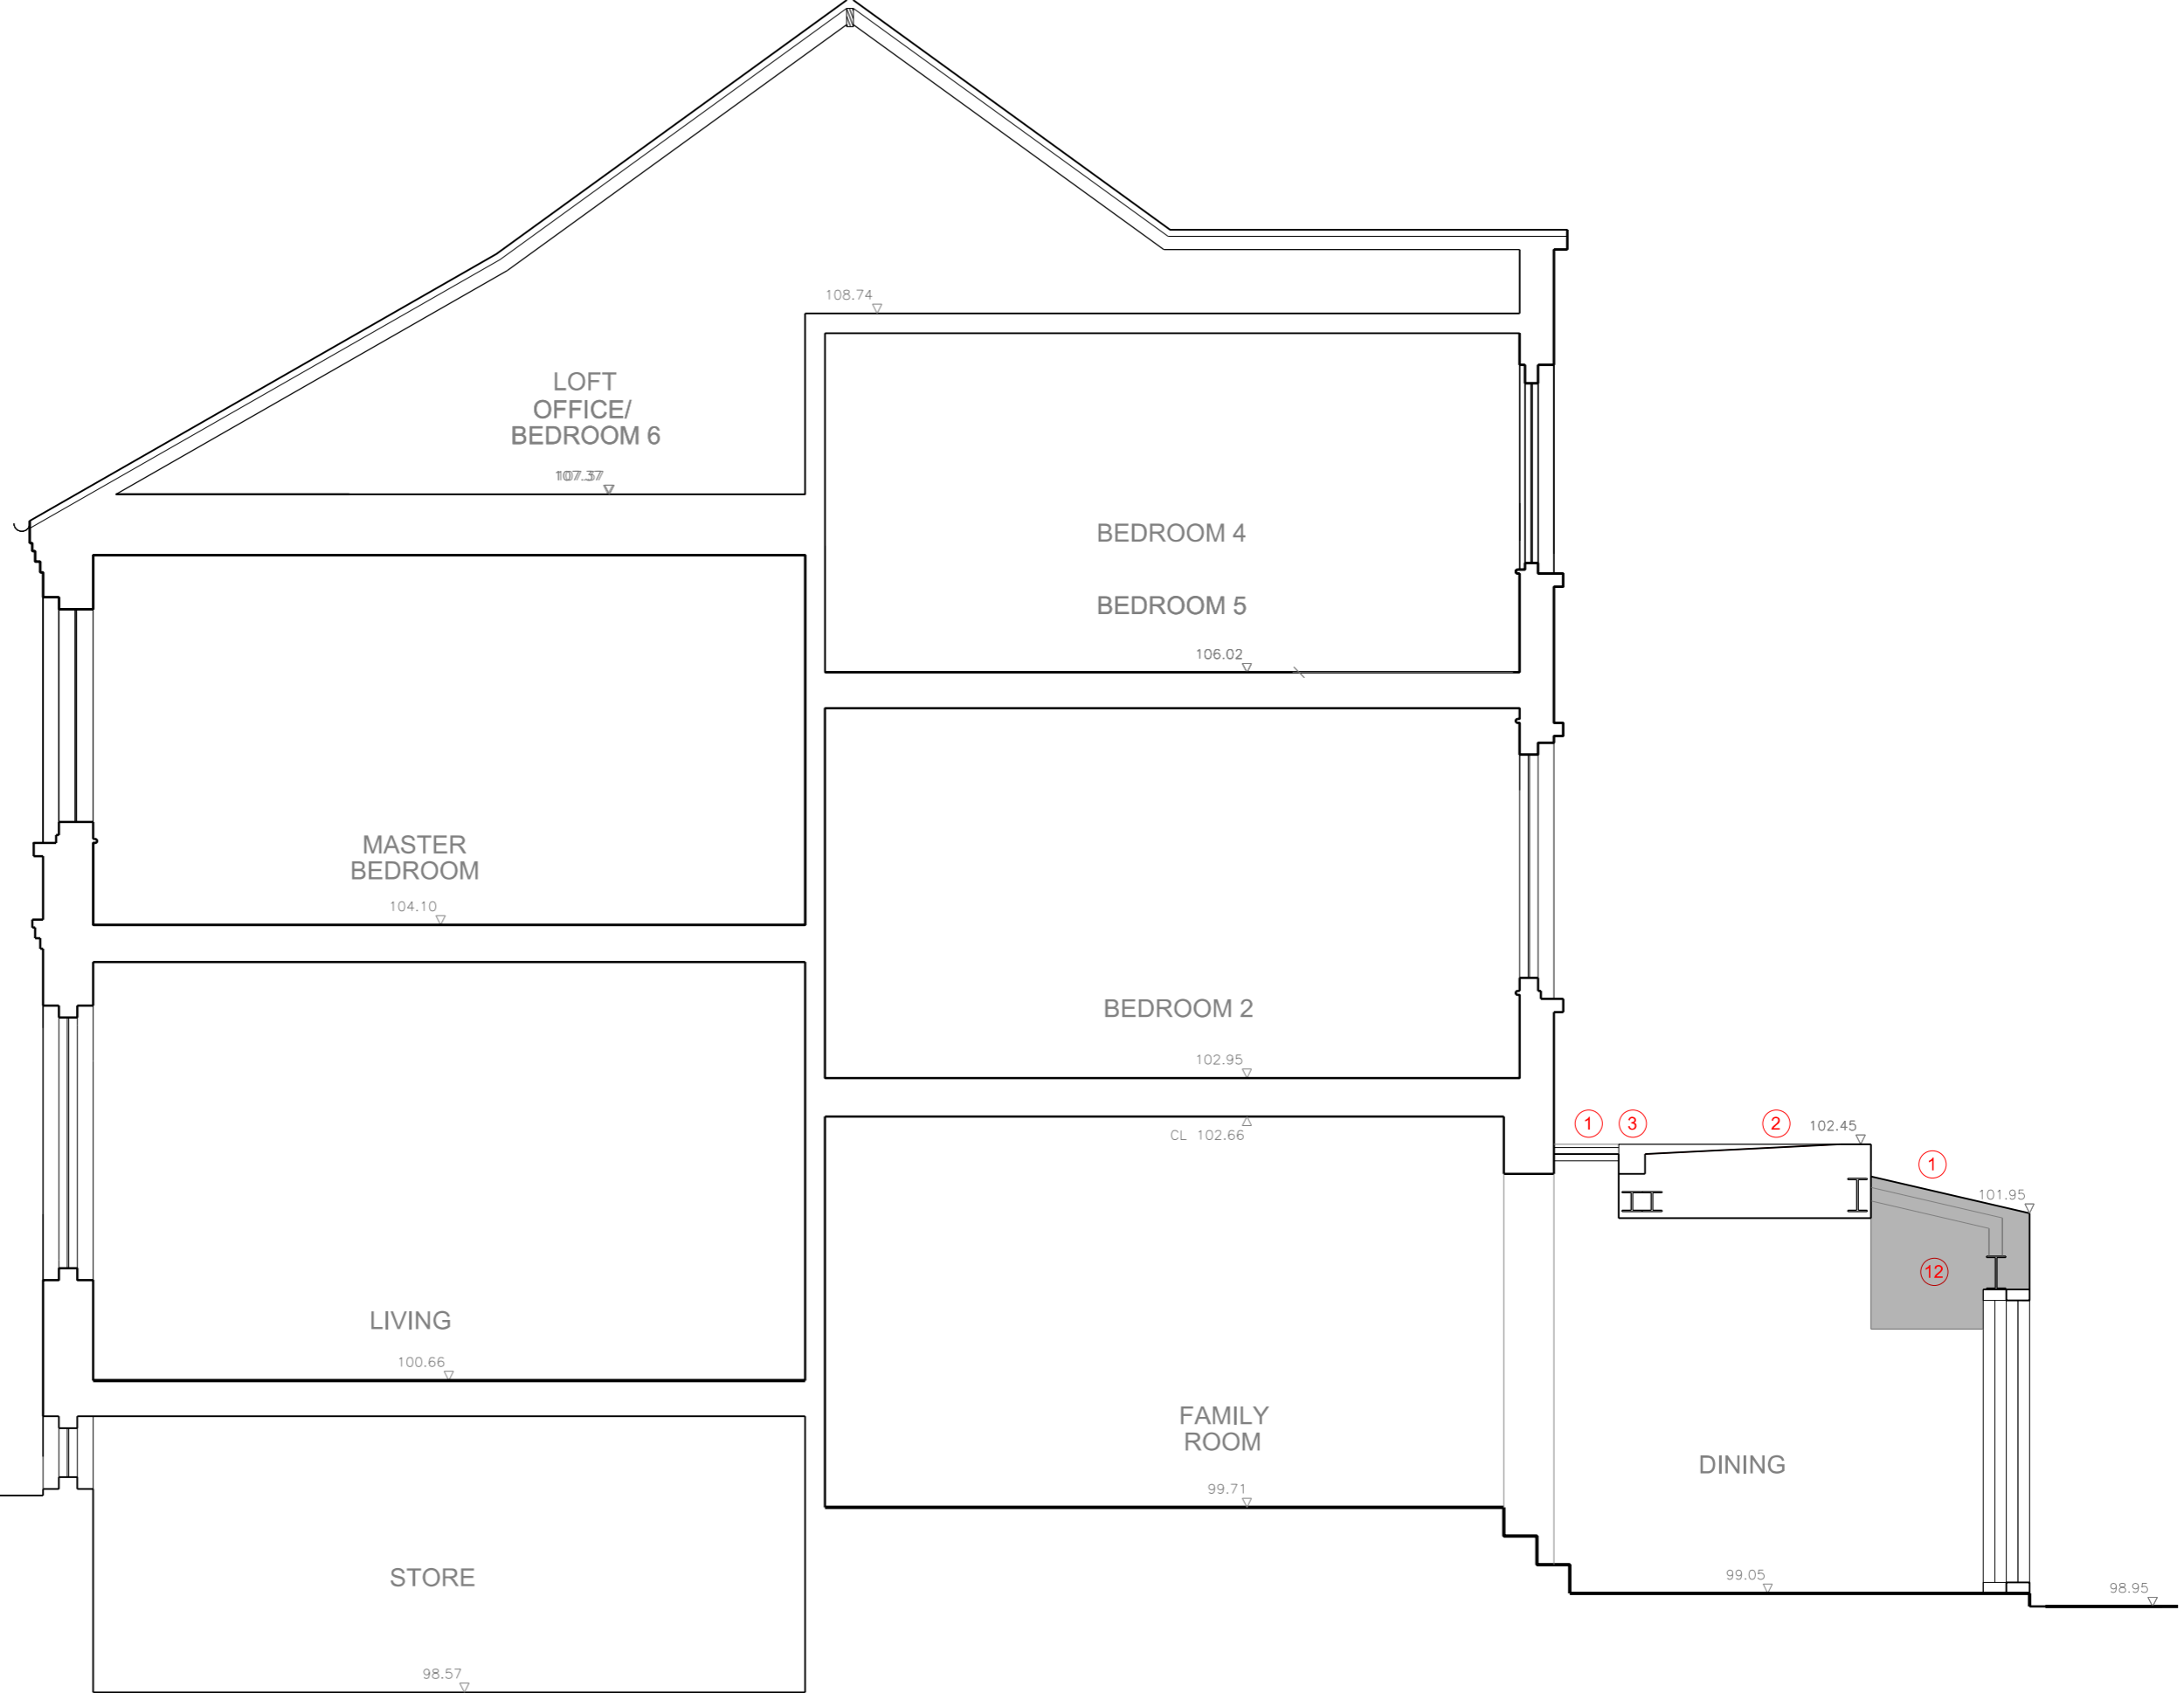 108.74
LOFT
OFFICE/
BEDROOM 6
107.37
BEDROOM 4
BEDROOM 5
106.02
MASTER
BEDROOM
104.10
BEDROOM 2
102.95
CL 102.66
1
3
2
102.45
1
101.95
12
LIVING
100.66
FAMILY
ROOM
99.71
DINING
99.05
98.95
STORE
98.57